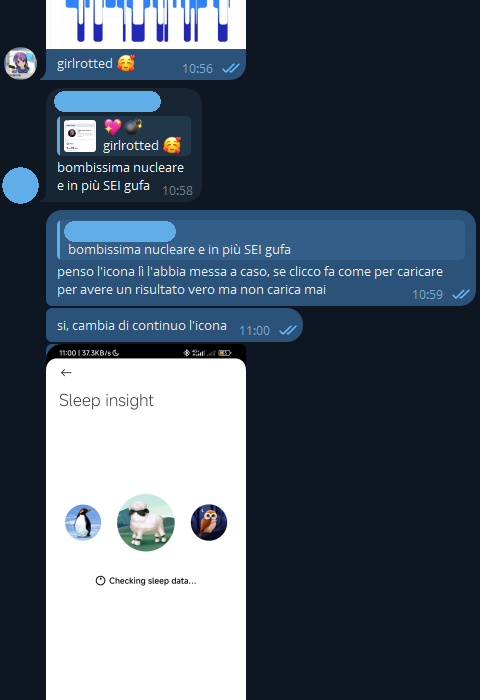 girlrotted 🥰
10:56
💖💣
girlrotted 🥰
bombissima nucleare
e in più SEI gufa
10:58
bombissima nucleare e in più SEI gufa
penso l'icona lì l'abbia messa a caso, se clicco fa come per caricare
per avere un risultato vero ma non carica mai
10:59
si, cambia di continuo l'icona
11:00
11:00 | 37.3KB/s
Sleep insight
Checking sleep data...